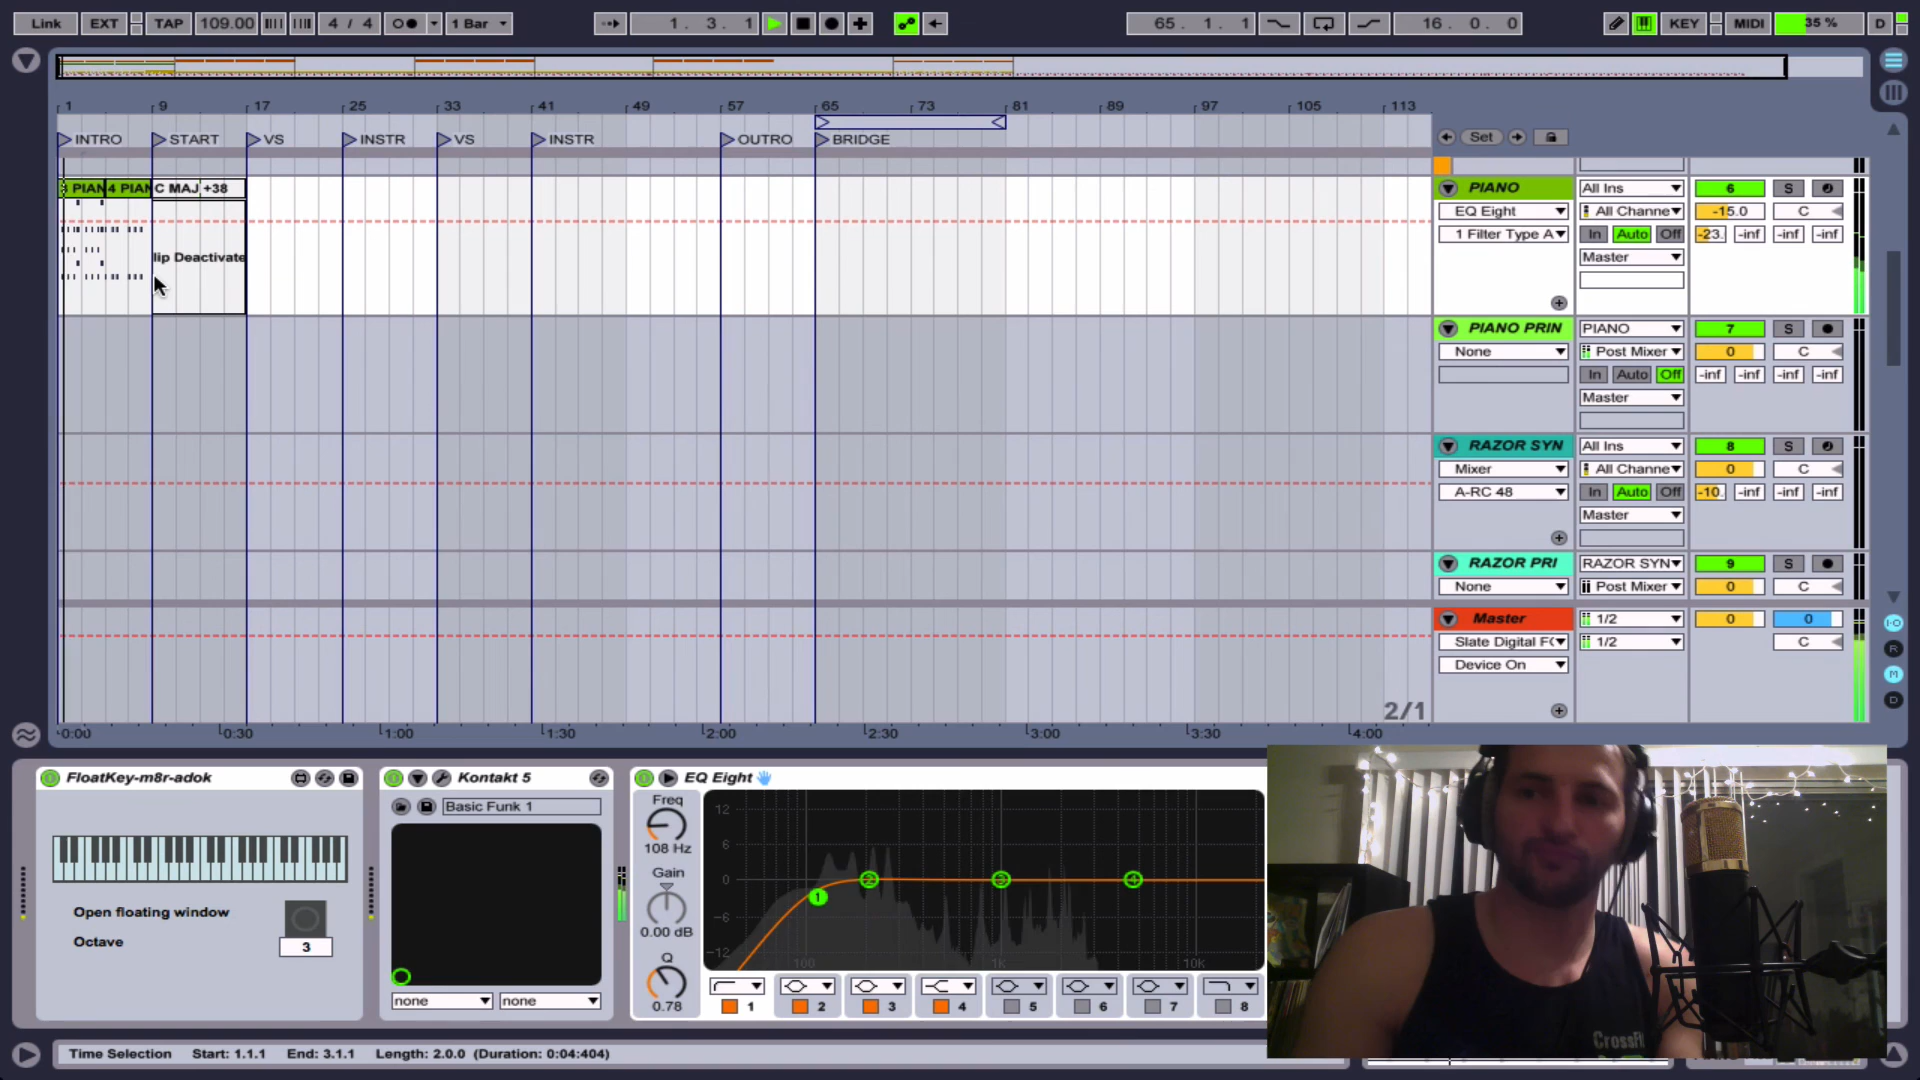 Link EXT TAP 109.00 4 / 4 1 Bar 1. 3. 1 65. 1. 1 16. 0. 0 KEY MIDI 35 % D
1 9 17 25 33 41 49 57 65 73 81 89 97 105 113
INTRO START VS INSTR VS INSTR OUTRO BRIDGE Set
PIAN 4 PIAN C MAJ +38 PIANO All Ins 6 S
EQ Eight All Channe -15.0 C
1 Filter Type A In Auto Off -23. -inf -inf -inf
lip Deactivate Master
PIANO PRIN PIANO 7 S
None Post Mixer 0 C
In Auto Off -inf -inf -inf -inf
Master
RAZOR SYN All Ins 8 S
Mixer All Channe 0 C
A-RC 48 In Auto Off -10. -inf -inf -inf
Master
RAZOR PRI RAZOR SYN 9 S
None Post Mixer 0 C
Master 1/2 0 0
Slate Digital F 1/2 C
Device On
I·O
R
M
D
2/1
0:00 0:30 1:00 1:30 2:00 2:30 3:00 3:30 4:00
FloatKey-m8r-adok Kontakt 5 EQ Eight
Basic Funk 1
Freq
108 Hz
Gain
0.00 dB
Q
0.78
12
6
0
-6
-12
1 2 3 4
100 1k 10k
Open floating window
Octave 3
none none
1 2 3 4 5 6 7 8
CrossFi
Time Selection Start: 1.1.1 End: 3.1.1 Length: 2.0.0 (Duration: 0:04:404)